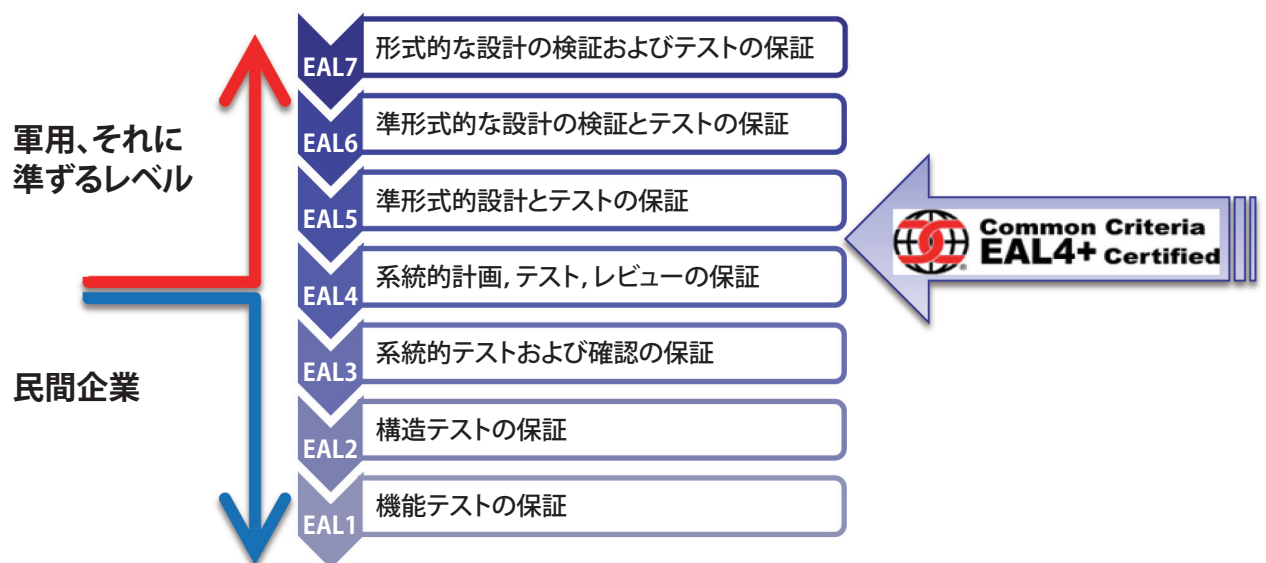 EAL7
形式的な設計の検証およびテストの保証
EAL6
準形式的な設計の検証とテストの保証
軍用、それに
準ずるレベル
EAL5
準形式的設計とテストの保証
Common Criteria
EAL4+ Certified
EAL4
系統的計画, テスト, レビューの保証
EAL3
系統的テストおよび確認の保証
民間企業
EAL2
構造テストの保証
EAL1
機能テストの保証